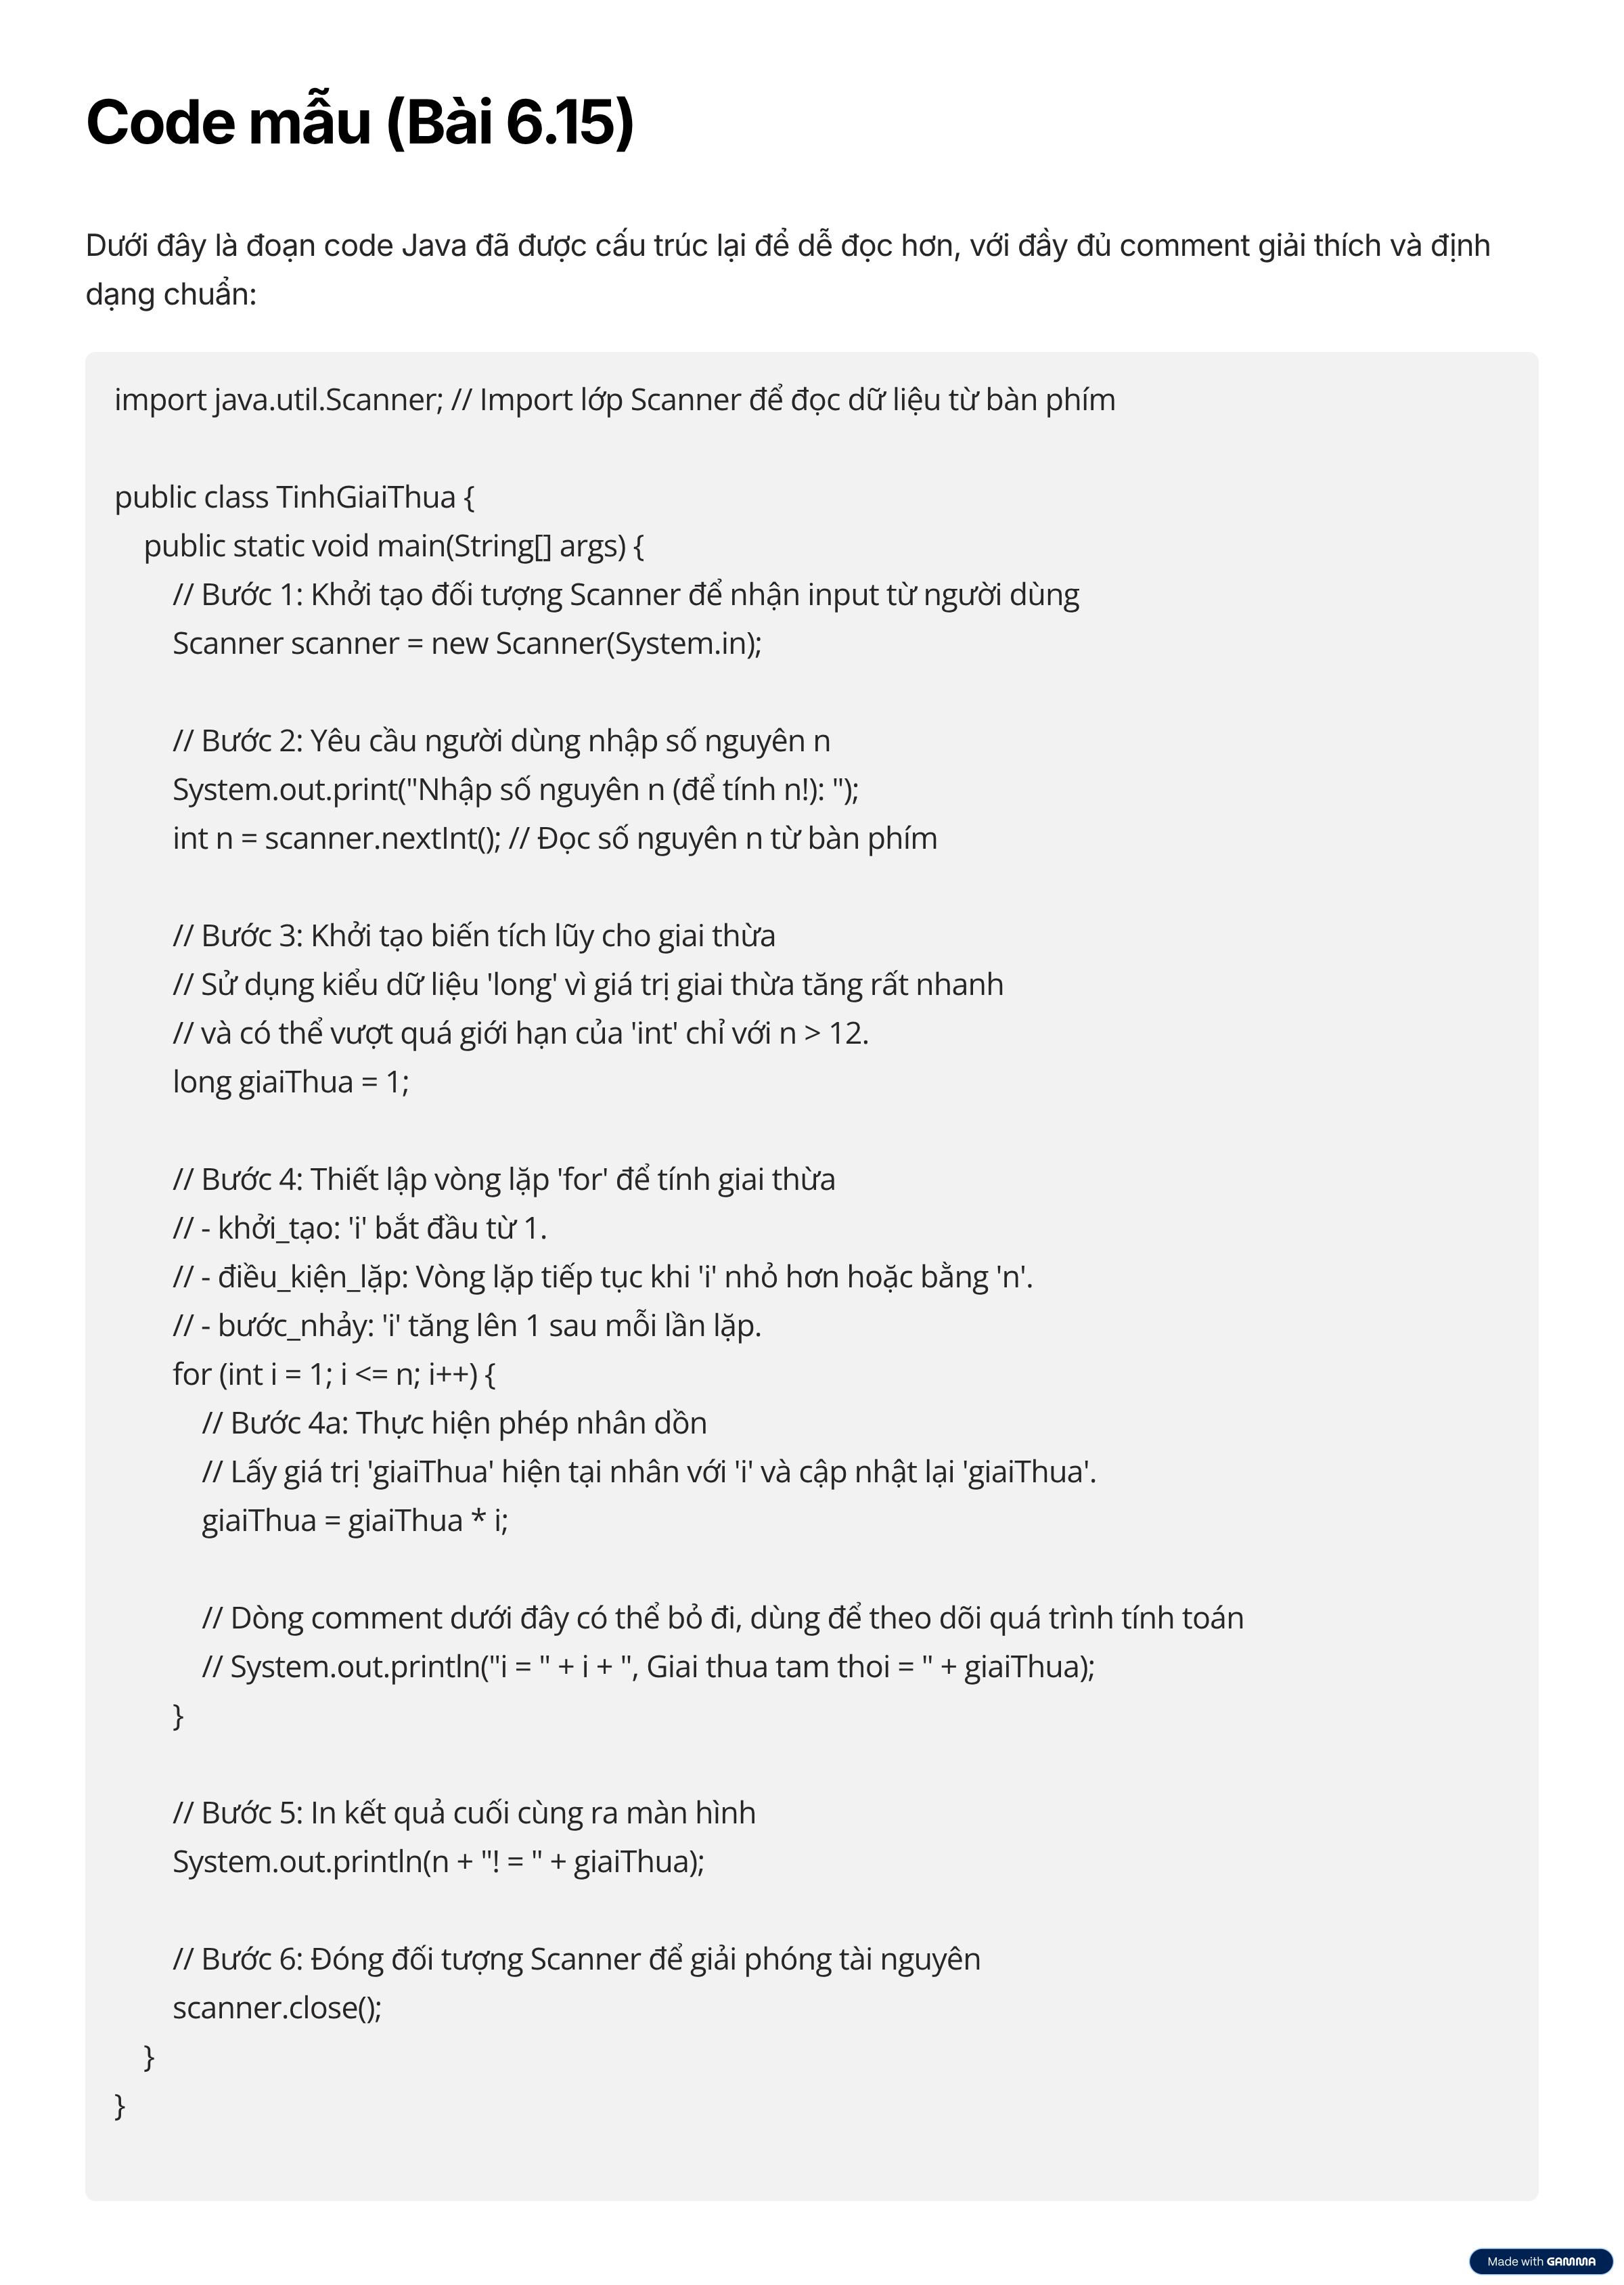 Code mẫu (Bài 6.15)
Dưới đây là đoạn code Java đã được cấu trúc lại để dễ đọc hơn, với đầy đủ comment giải thích và định
dạng chuẩn:
import java.util.Scanner; // Import lớp Scanner để đọc dữ liệu từ bàn phím
public class TinhGiaiThua {
public static void main(String[] args) {
// Bước 1: Khởi tạo đối tượng Scanner để nhận input từ người dùng
Scanner scanner = new Scanner(System.in);
// Bước 2: Yêu cầu người dùng nhập số nguyên n
System.out.print("Nhập số nguyên n (để tính n!): ");
int n = scanner.nextInt(); // Đọc số nguyên n từ bàn phím
// Bước 3: Khởi tạo biến tích lũy cho giai thừa
// Sử dụng kiểu dữ liệu 'long' vì giá trị giai thừa tăng rất nhanh
// và có thể vượt quá giới hạn của 'int' chỉ với n > 12.
long giaiThua = 1;
// Bước 4: Thiết lập vòng lặp 'for' để tính giai thừa
// - khởi_tạo: 'i' bắt đầu từ 1.
// - điều_kiện_lặp: Vòng lặp tiếp tục khi 'i' nhỏ hơn hoặc bằng 'n'.
// - bước_nhảy: 'i' tăng lên 1 sau mỗi lần lặp.
for (int i = 1; i <= n; i++) {
// Bước 4a: Thực hiện phép nhân dồn
// Lấy giá trị 'giaiThua' hiện tại nhân với 'i' và cập nhật lại 'giaiThua'.
giaiThua = giaiThua * i;
// Dòng comment dưới đây có thể bỏ đi, dùng để theo dõi quá trình tính toán
// System.out.println("i = " + i + ", Giai thua tam thoi = " + giaiThua);
}
// Bước 5: In kết quả cuối cùng ra màn hình
System.out.println(n + "! = " + giaiThua);
// Bước 6: Đóng đối tượng Scanner để giải phóng tài nguyên
scanner.close();
}
}
Made with GAMMA